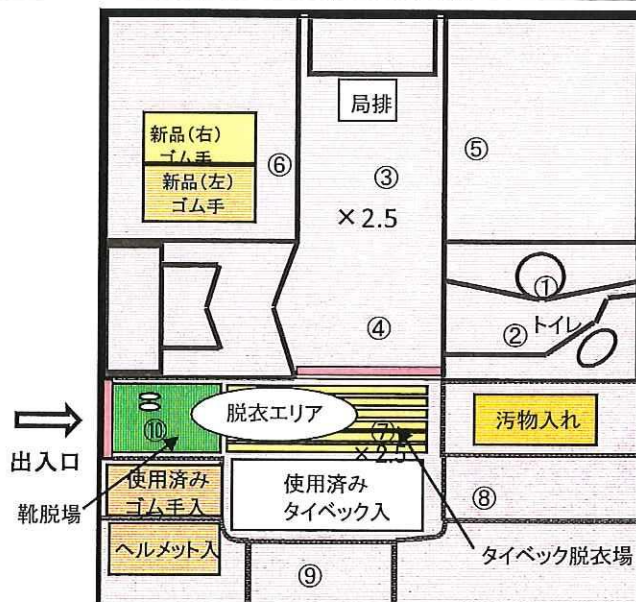 局排
新品(右)
ゴム手
新品(左)
ゴム手
⑥
③
⑤
×2.5
①
④
②
トイレ
出入口
⑩
脱衣エリア
⑦
×2.5
汚物入れ
靴脱場
使用済み
ゴム手入
使用済み
タイベック入
⑧
ヘルメット入
⑨
タイベック脱衣場